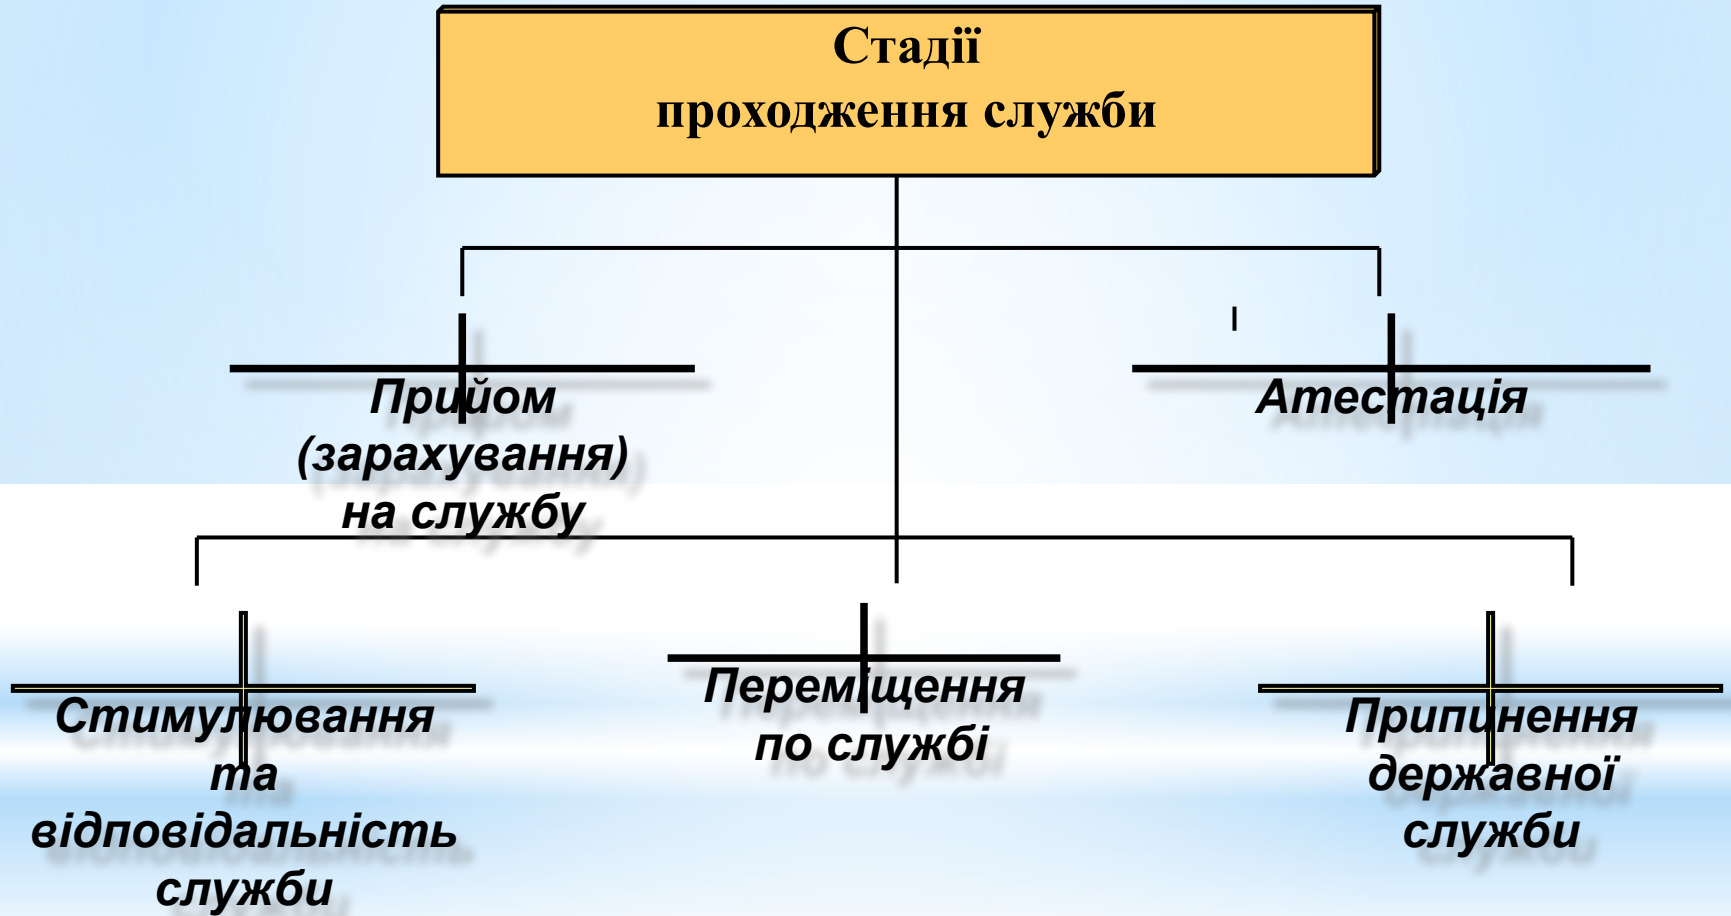 Стадії
проходження служби
Прийом
(зарахування)
на службу
Атестація
Стимулювання
та
відповідальність
служби
Переміщення
по службі
Припинення
державної
служби